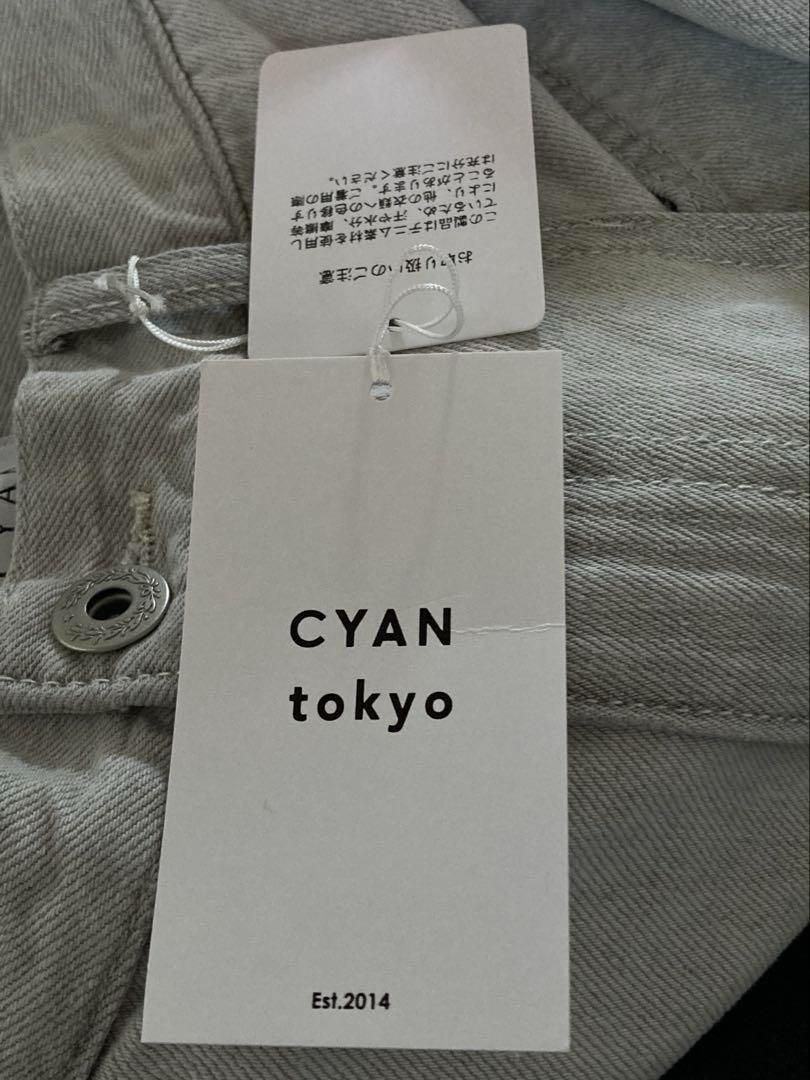 お取り扱いのご注意
この製品はデニム素材を使用し
ているため、汗や水分、摩擦等
により、他の衣類への色移りす
ることがあります。ご着用の際
は充分にご注意ください。
CYAN
tokyo
Est.2014